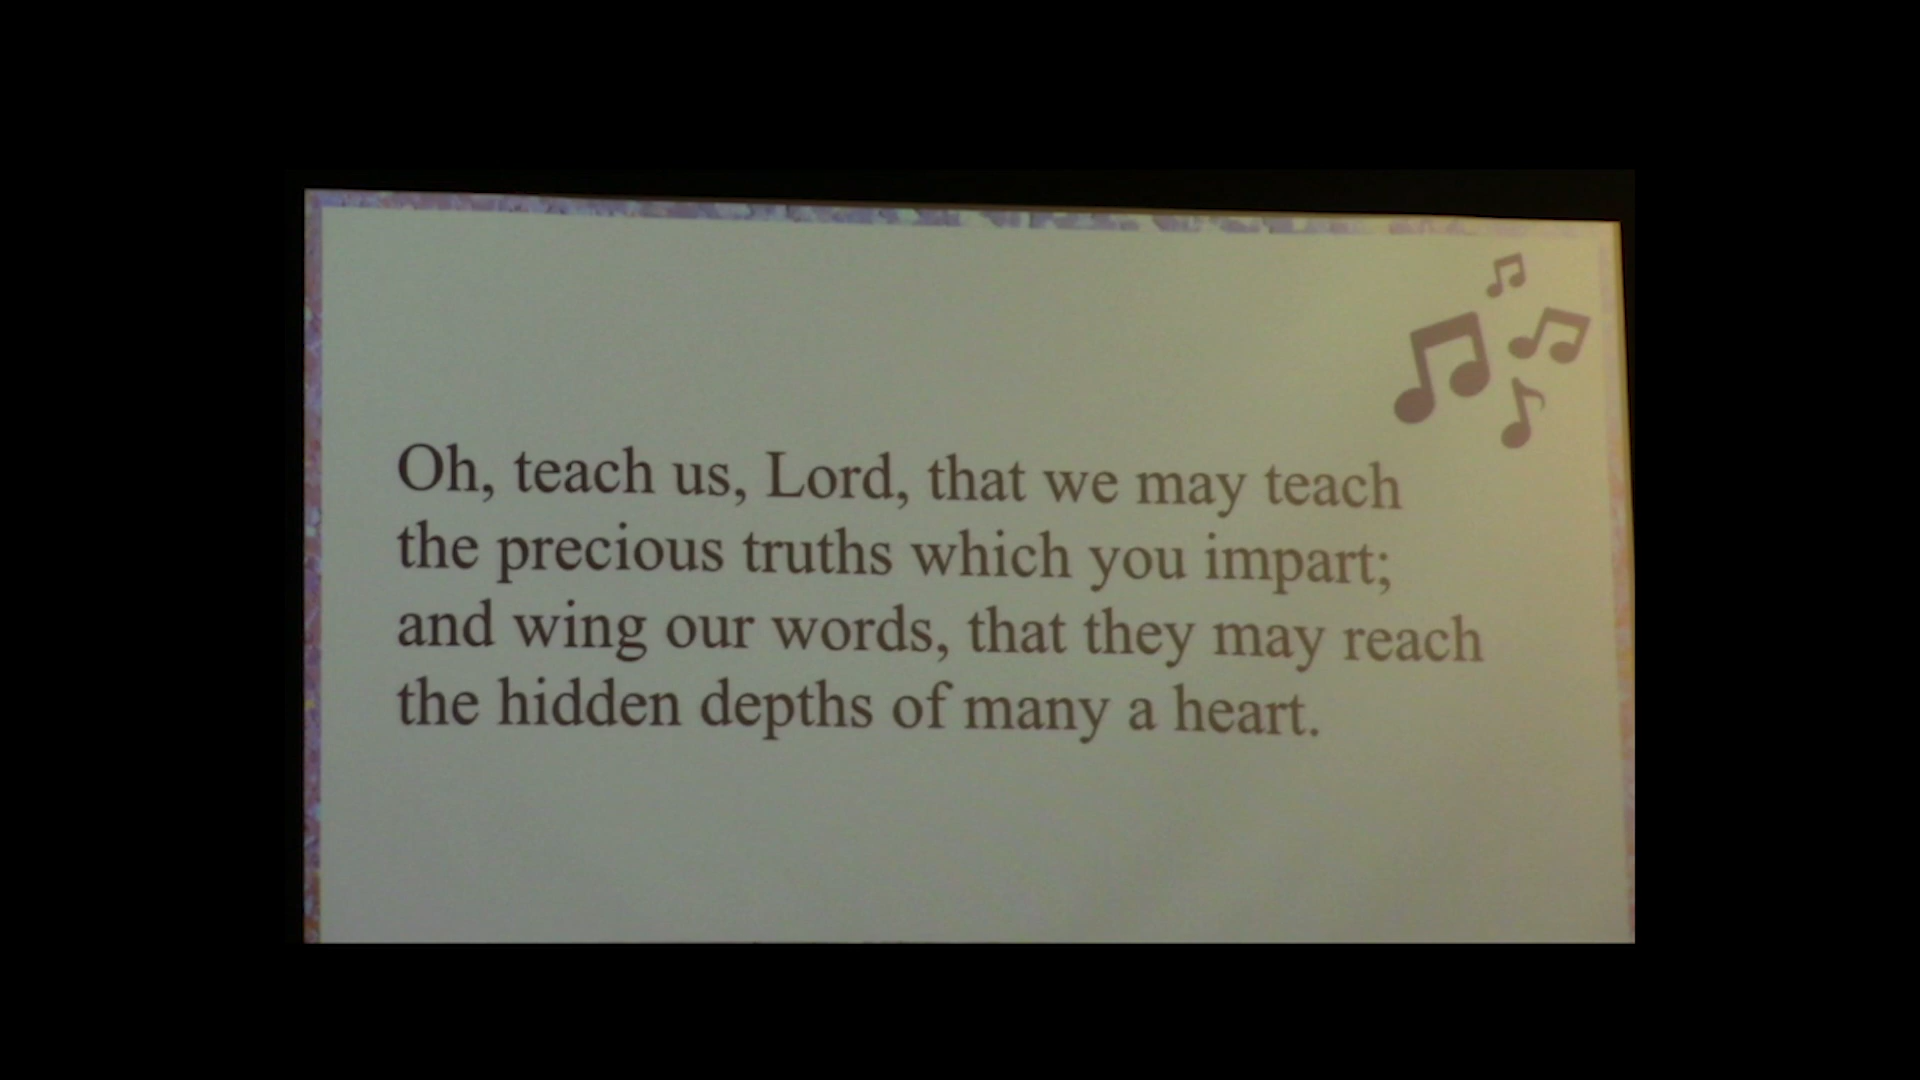 Oh, teach us, Lord, that we may teach
the precious truths which you impart;
and wing our words, that they may reach
the hidden depths of many a heart.